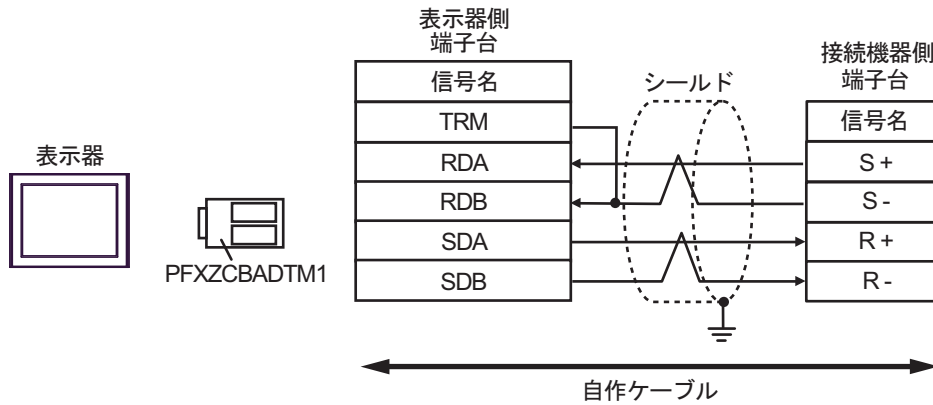 表示器
PFXZCBADTM1
表示器側
端子台
信号名
TRM
RDA
RDB
SDA
SDB
シールド
接続機器側
端子台
信号名
S +
S -
R +
R -
自作ケーブル